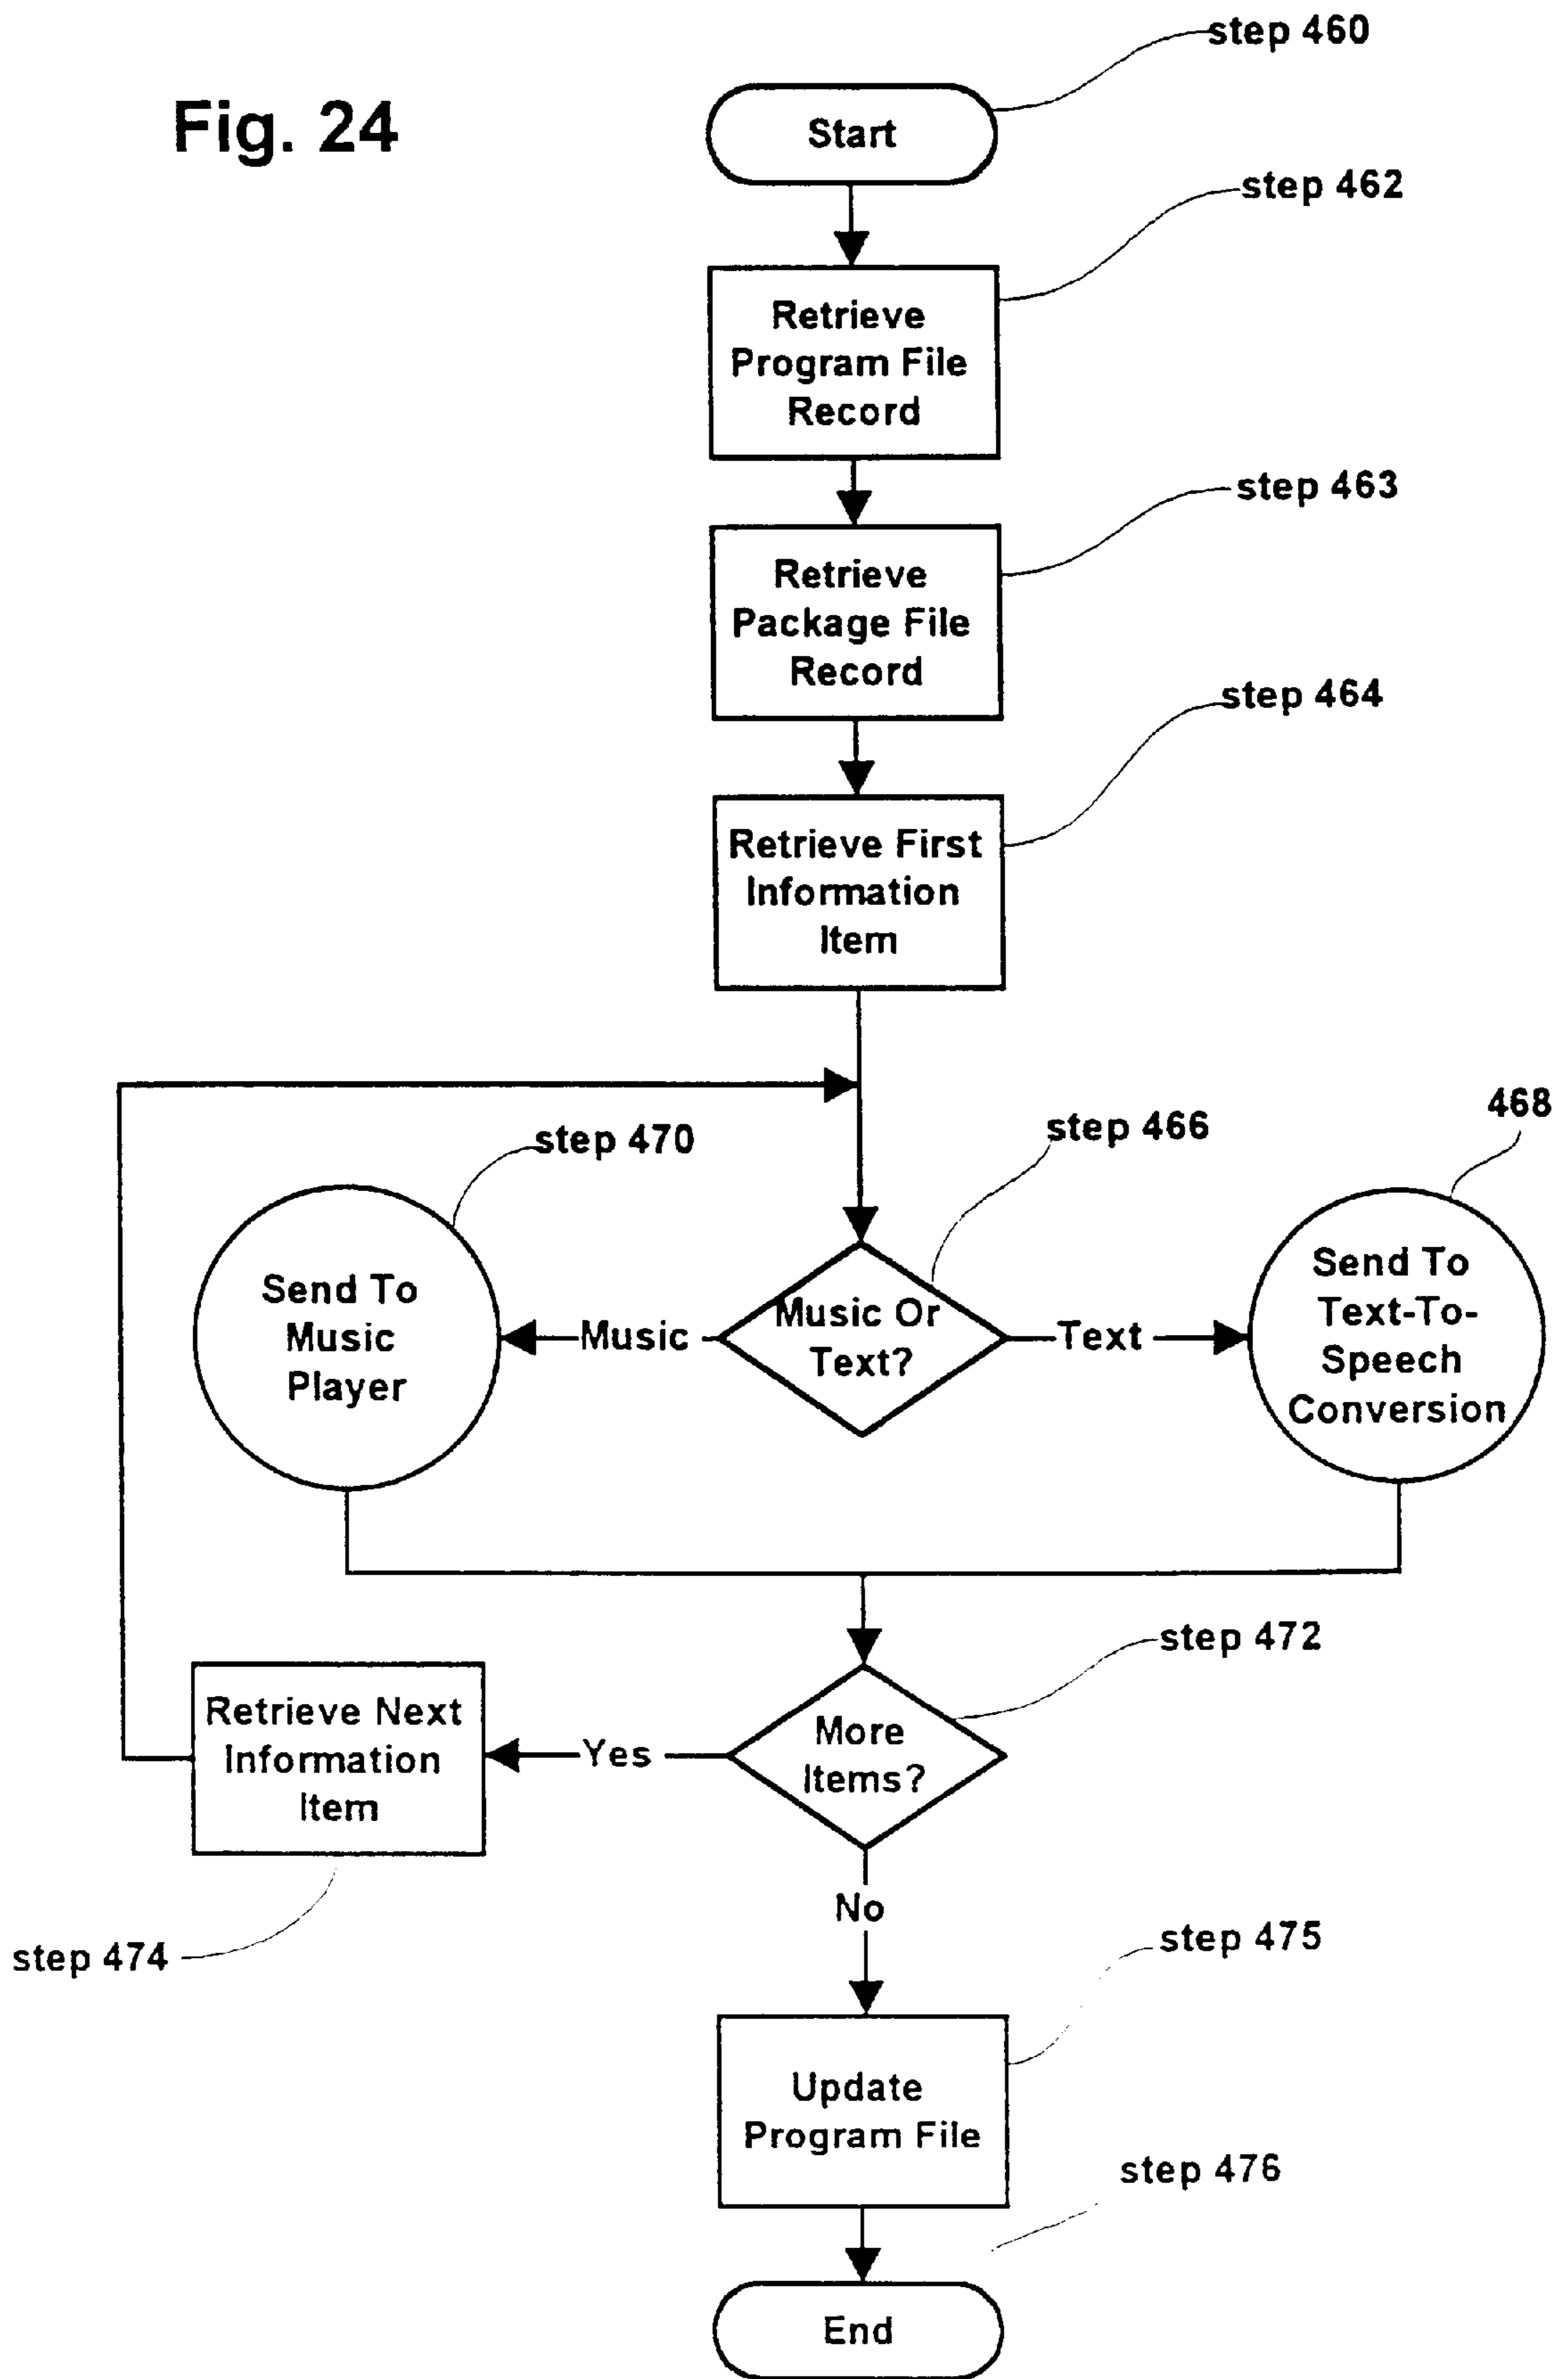 step 460
Fig. 24
Start
step 462
Retrieve
Program File
Record
step 463
Retrieve
Package File
Record
step 464
Retrieve First
Information
Item
468
step 466
step 470
Send To
Music
Player
Music
Music Or
Text?
Text
Send To
Text-To-
Speech
Conversion
step 472
Retrieve Next
Information
Item
Yes
More
Items?
No
step 474
step 475
Update
Program File
step 476
End